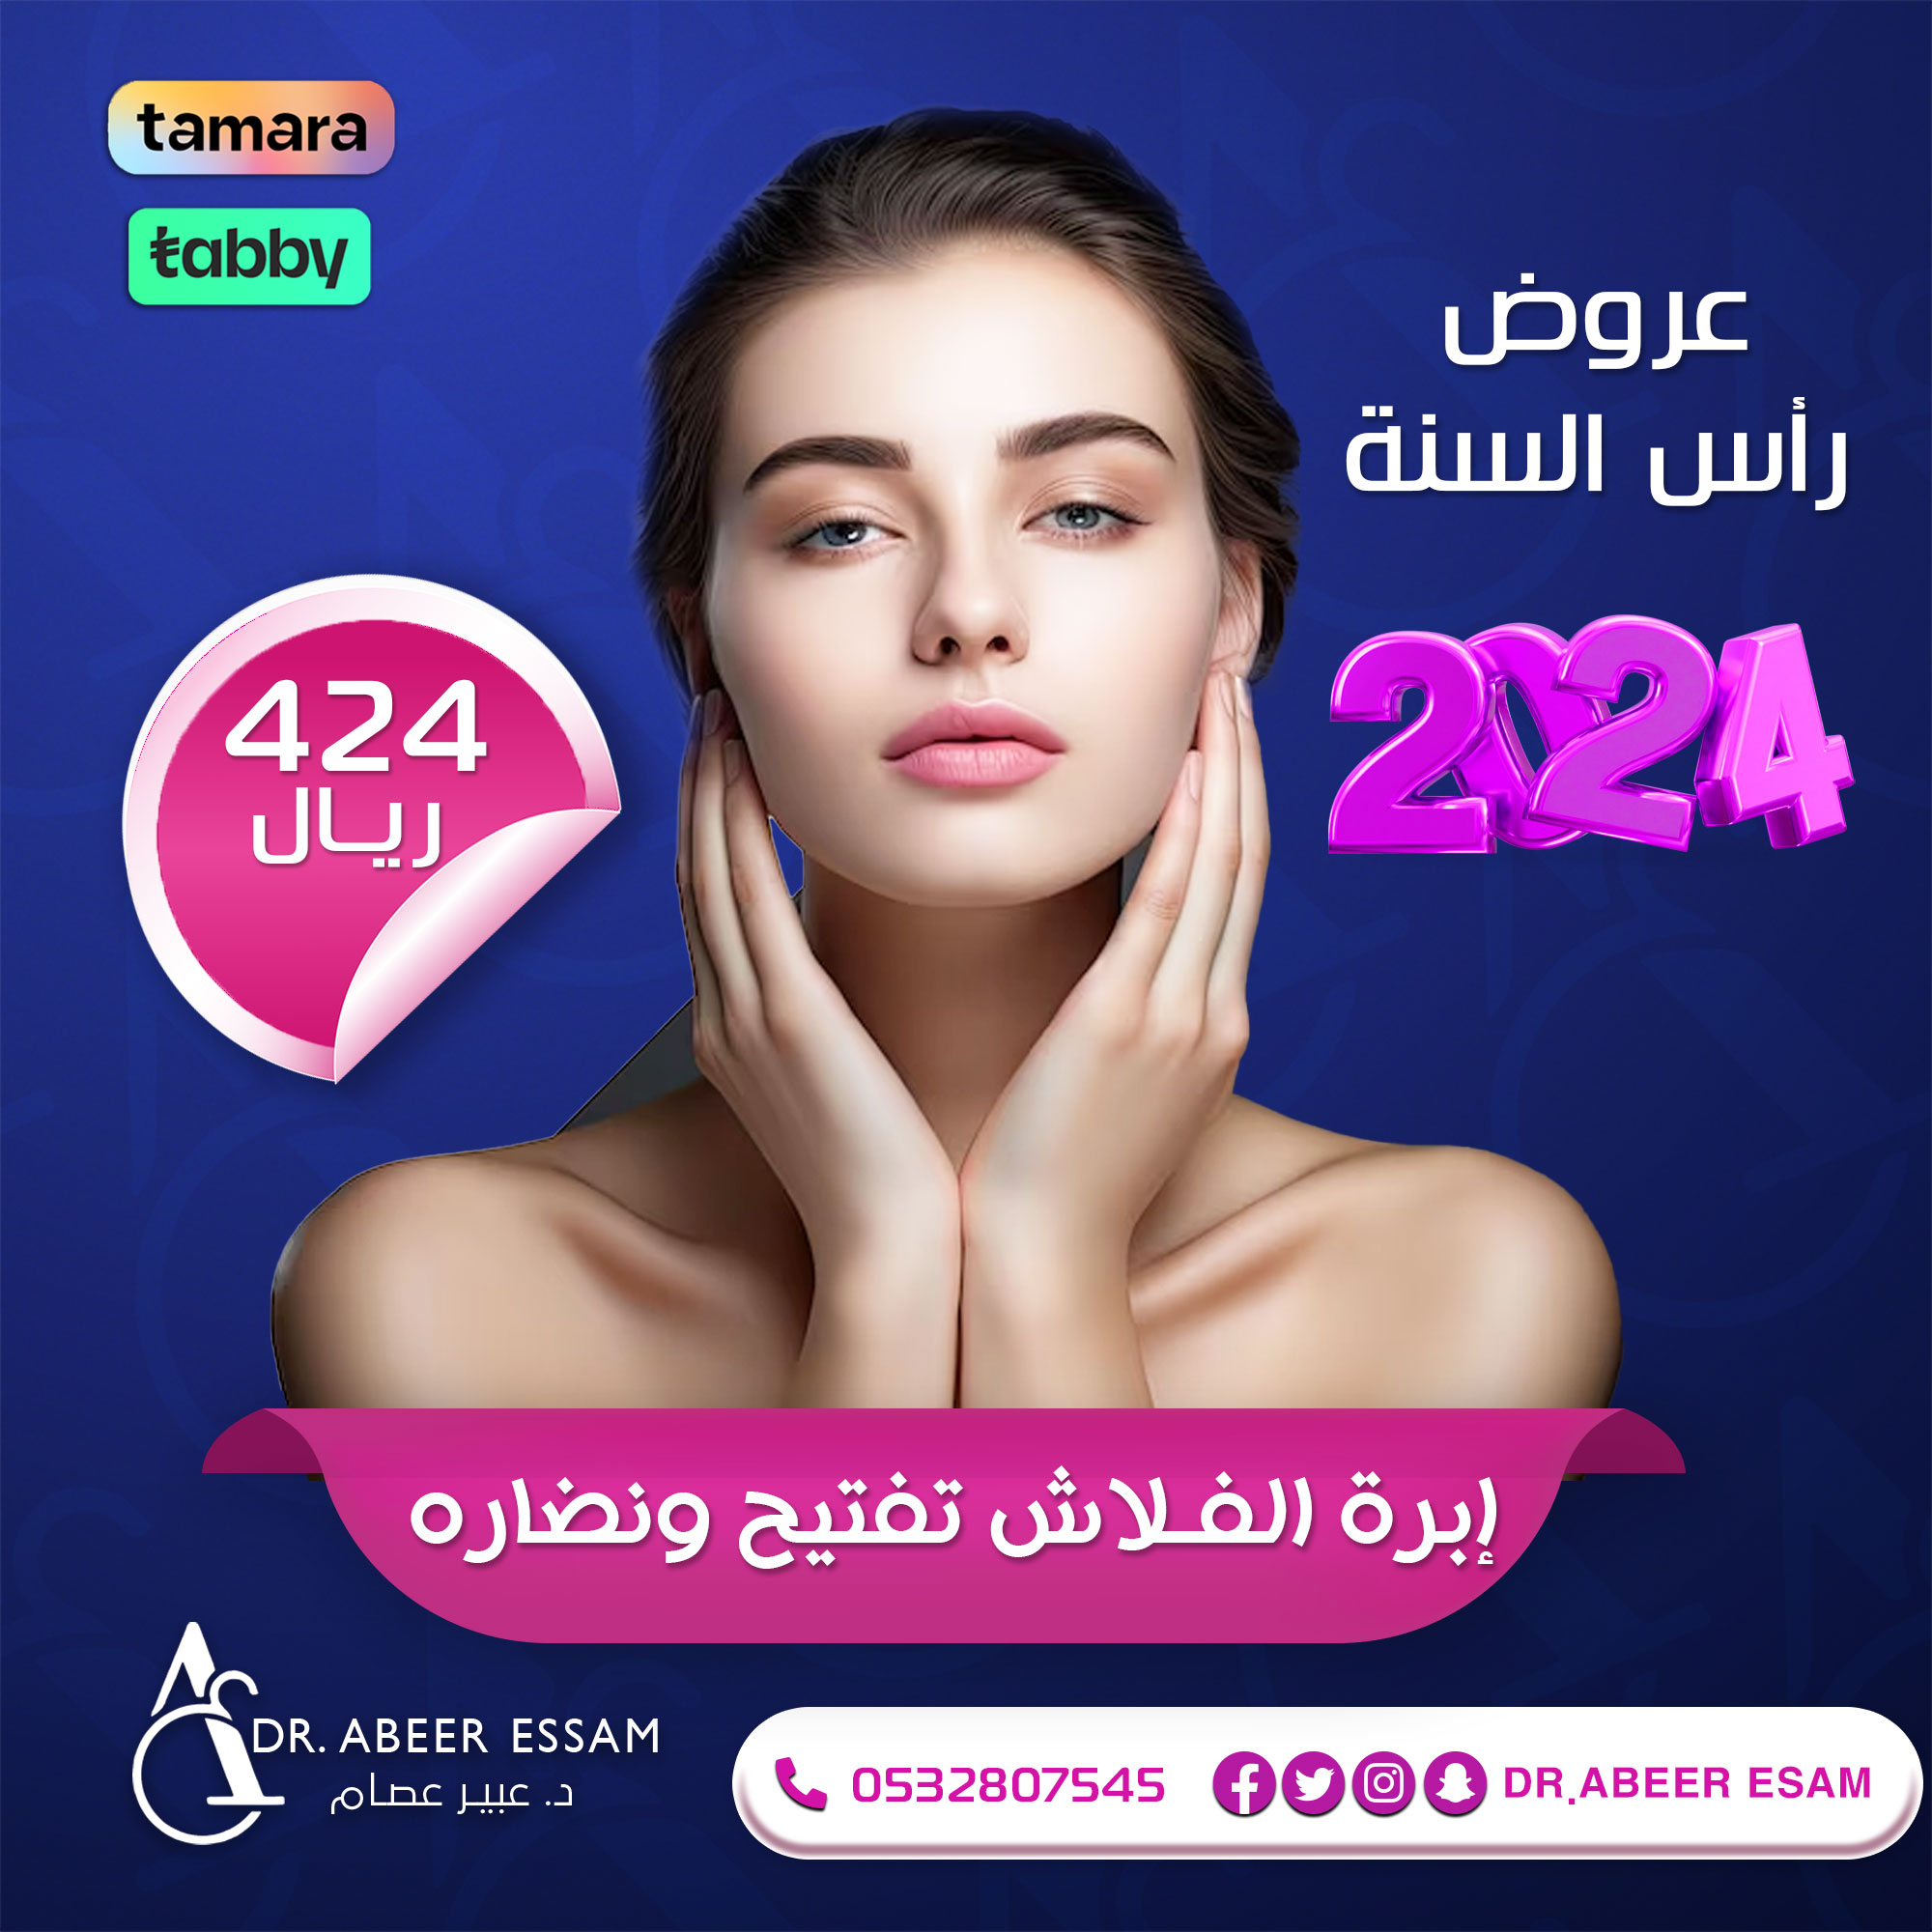 tamara
tabby
عروض
رأس السنة
2024
424
ريال
إبرة الفلاش تفتيح ونضاره
DR. ABEER ESSAM
د. عبير عصام
0532807545
DR.ABEER ESAM